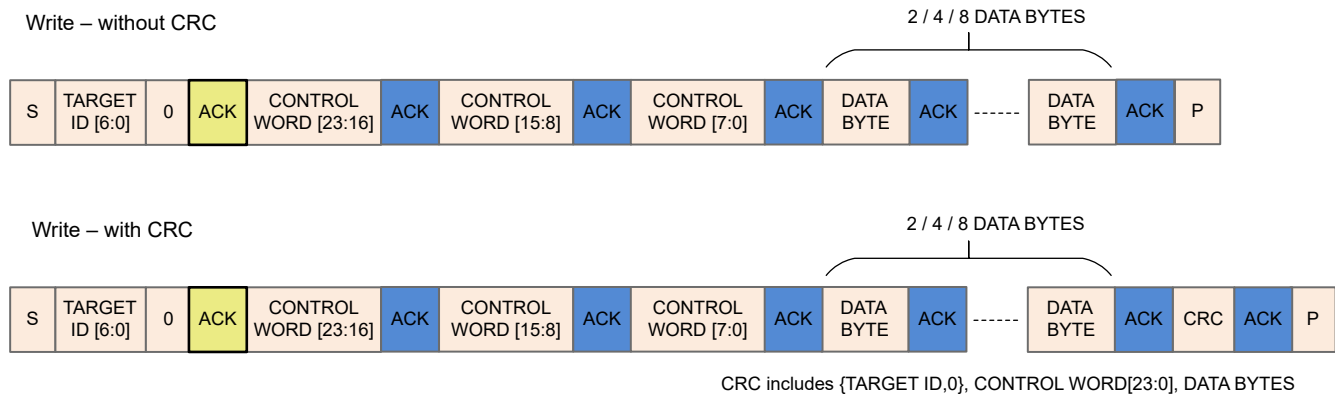 Write – without CRC
2 / 4 / 8 DATA BYTES
S TARGET ID [6:0] 0 ACK CONTROL WORD [23:16] ACK CONTROL WORD [15:8] ACK CONTROL WORD [7:0] ACK DATA BYTE ACK ------ DATA BYTE ACK P
Write – with CRC
2 / 4 / 8 DATA BYTES
S TARGET ID [6:0] 0 ACK CONTROL WORD [23:16] ACK CONTROL WORD [15:8] ACK CONTROL WORD [7:0] ACK DATA BYTE ACK ------ DATA BYTE ACK CRC ACK P
CRC includes {TARGET ID,0}, CONTROL WORD[23:0], DATA BYTES